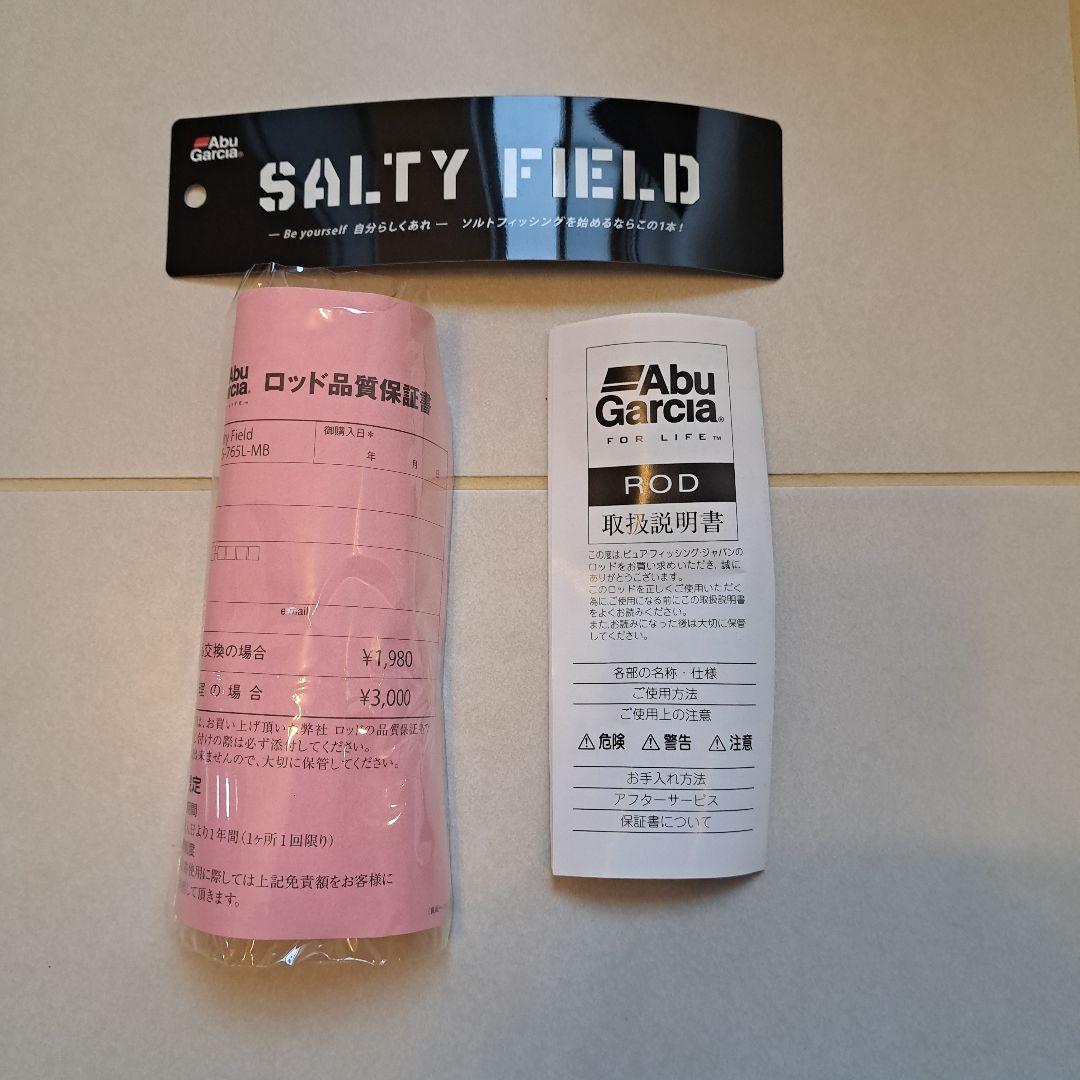 Abu
Garcia®
SALTY FIELD
— Be yourself 自分らしくあれ — ソルトフィッシングを始めるならこの1本！
Abu
rcia®
LIFE™
ロッド品質保証書
ty Field
-765L-MB
御購入日*
年 月 日
e-mail
交換の場合 ¥1,980
の場合 ¥3,000
は、お買い上げ頂いた弊社 ロッドの品質保証
付けの際は必ず添付してください。
出来ませんので、大切に保管してください。
定
間
日より1年間（1ヶ所1回限り）
度
使用に際しては上記免責額をお客様に
して頂きます。
Abu
Garcia®
FOR LIFE™
ROD
取扱説明書
この度は、ピュア・フィッシング・ジャパンの
ロッドをお買い求めいただき、誠に
ありがとうございます。
このロッドを正しくご使用いただく
為に、ご使用になる前にこの取扱説明書
をよくお読みください。
また、お読みになった後は大切に保管
してください。
各部の名称・仕様
ご使用方法
ご使用上の注意
⚠危険 ⚠警告 ⚠注意
お手入れ方法
アフターサービス
保証書について